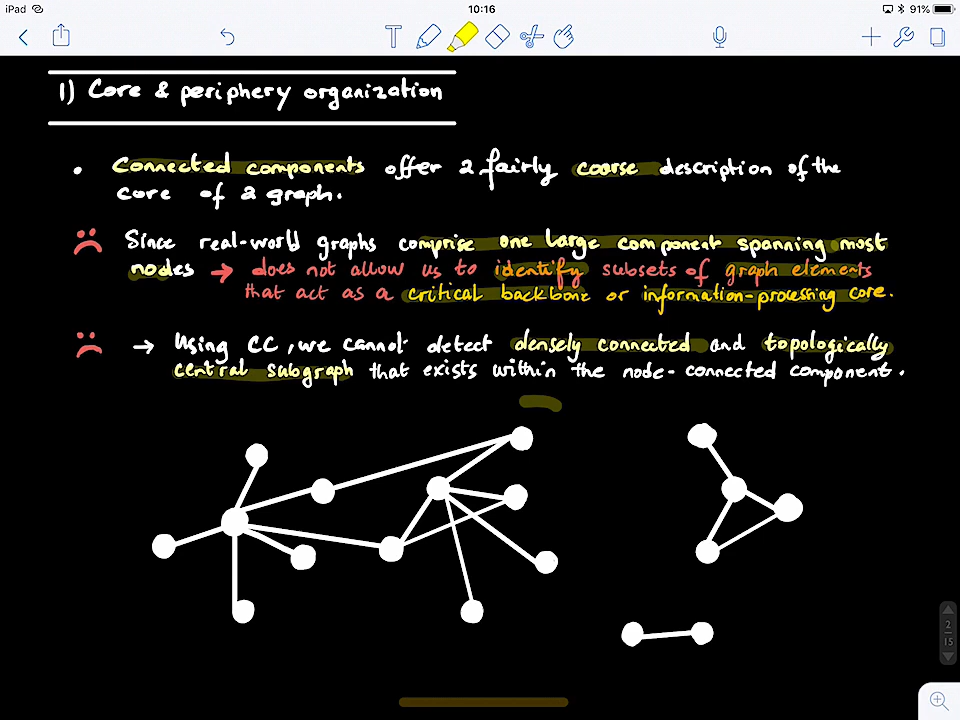 iPad
10:16
91%
1) Core & periphery organization
• Connected components offer a fairly coarse description of the
core of a graph.
Since real-world graphs comprise one large component spanning most
nodes → does not allow us to identify subsets of graph elements
that act as a critical backbone or information-processing core.
→ Using CC, we cannot detect densely connected and topologically
central subgraph that exists within the node-connected component.
2
15